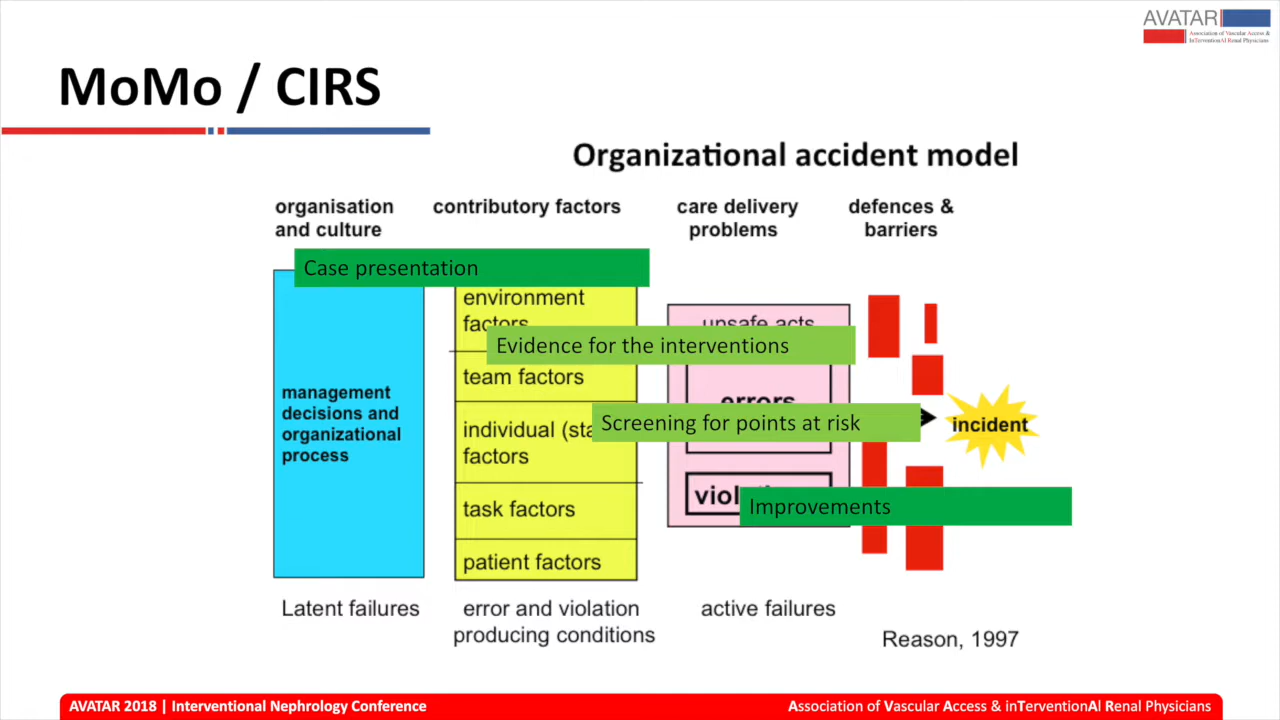 AVATAR
Association of Vascular Access &
InTerventionAl Renal Physicians
MoMo / CIRS
Organizational accident model
organisation
and culture
contributory factors
care delivery
problems
defences &
barriers
Case presentation
environment
factors
unsafe acts
Evidence for the interventions
team factors
errors
management
decisions and
organizational
process
Screening for points at risk
individual (sta
factors
incident
viol
Improvements
task factors
patient factors
Latent failures
error and violation
producing conditions
active failures
Reason, 1997
AVATAR 2018 | Interventional Nephrology Conference
Association of Vascular Access & inTerventionAl Renal Physicians